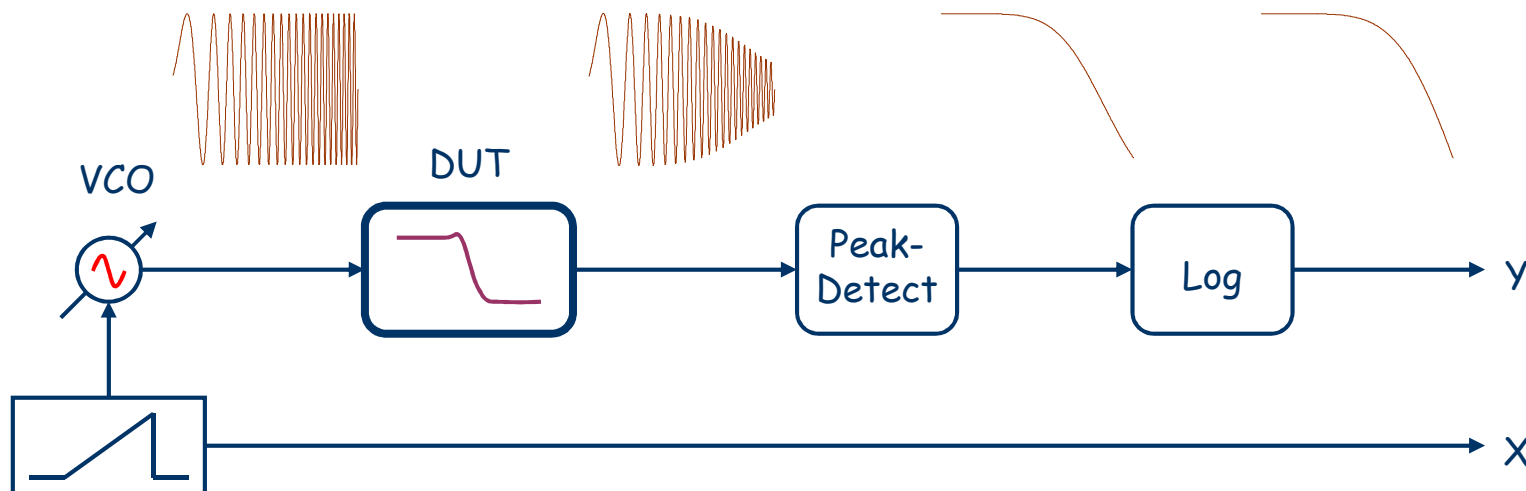 VCO
DUT
Peak-
Detect
Log
Y
X